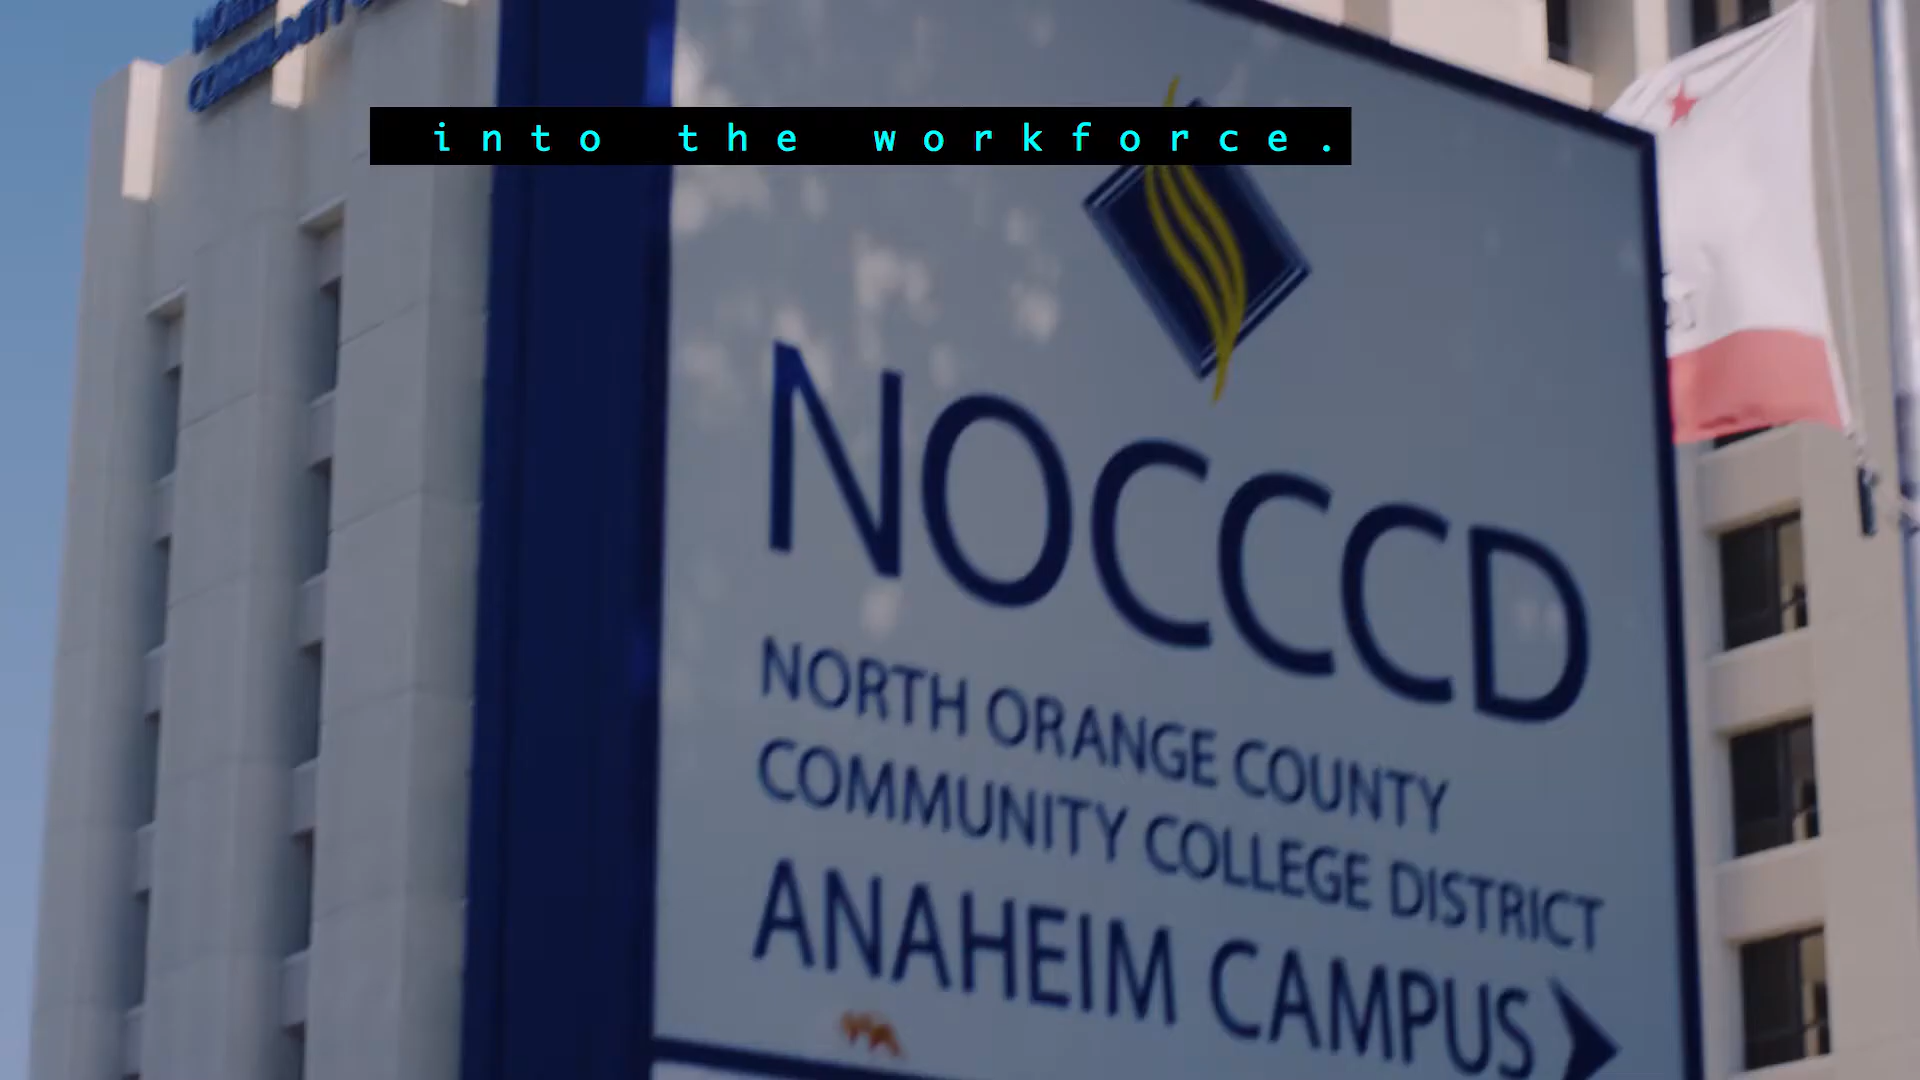 into the workforce.
NOCCCD
NORTH ORANGE COUNTY
COMMUNITY COLLEGE DISTRICT
ANAHEIM CAMPUS